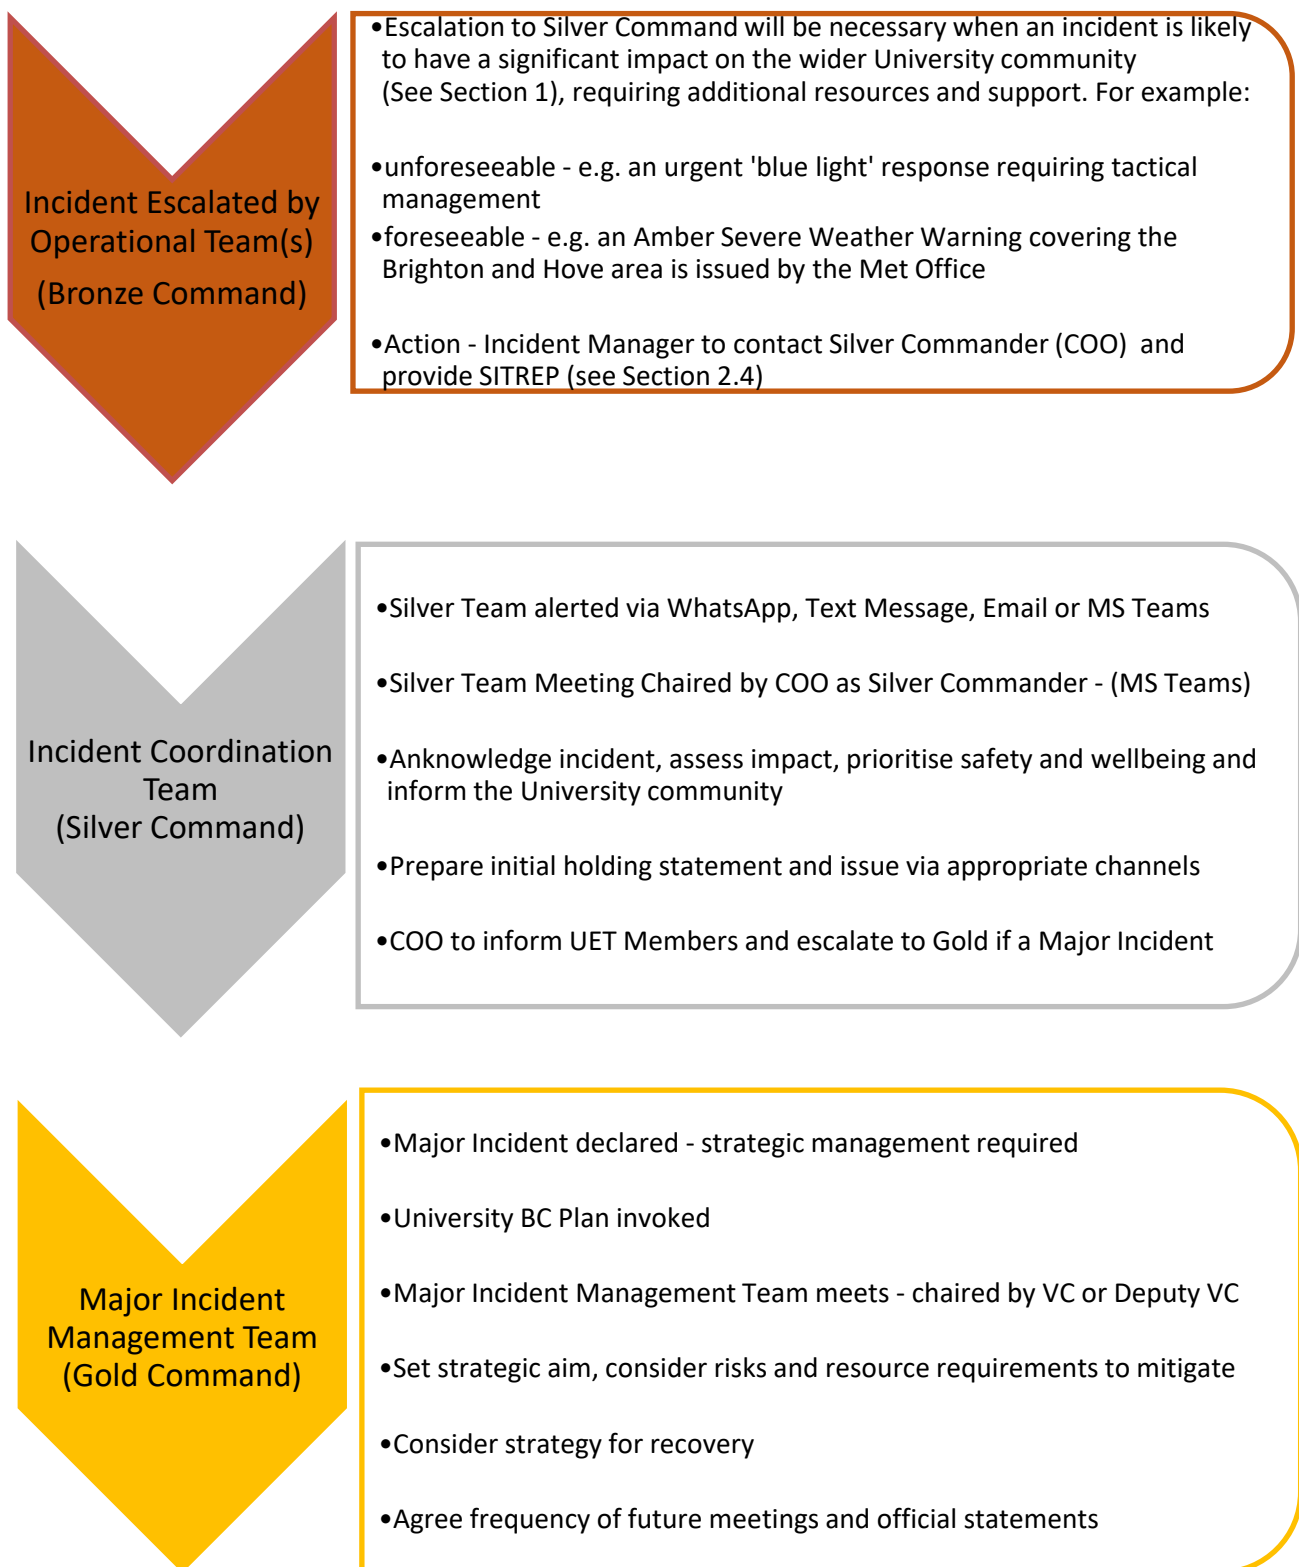 Incident Escalated by
Operational Team(s)
(Bronze Command)
•Escalation to Silver Command will be necessary when an incident is likely
to have a significant impact on the wider University community
(See Section 1), requiring additional resources and support. For example:
•unforeseeable - e.g. an urgent 'blue light' response requiring tactical
management
•foreseeable - e.g. an Amber Severe Weather Warning covering the
Brighton and Hove area is issued by the Met Office
•Action - Incident Manager to contact Silver Commander (COO)  and
provide SITREP (see Section 2.4)
Incident Coordination
Team
(Silver Command)
•Silver Team alerted via WhatsApp, Text Message, Email or MS Teams
•Silver Team Meeting Chaired by COO as Silver Commander - (MS Teams)
•Anknowledge incident, assess impact, prioritise safety and wellbeing and
inform the University community
•Prepare initial holding statement and issue via appropriate channels
•COO to inform UET Members and escalate to Gold if a Major Incident
Major Incident
Management Team
(Gold Command)
•Major Incident declared - strategic management required
•University BC Plan invoked
•Major Incident Management Team meets - chaired by VC or Deputy VC
•Set strategic aim, consider risks and resource requirements to mitigate
•Consider strategy for recovery
•Agree frequency of future meetings and official statements